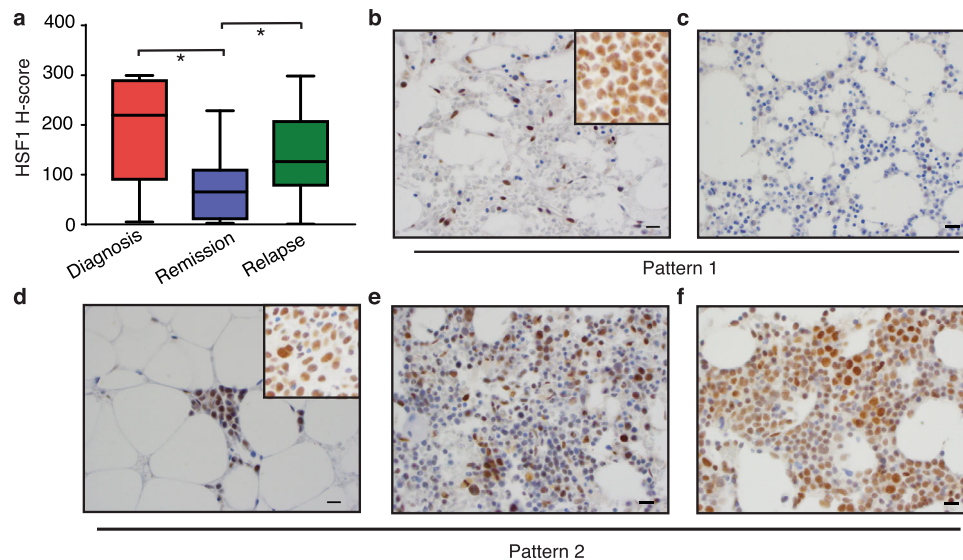 a
b
c
400
300
200
100
0
HSF1 H-score
*
*
Diagnosis
Remission
Relapse
Pattern 1
d
e
f
Pattern 2